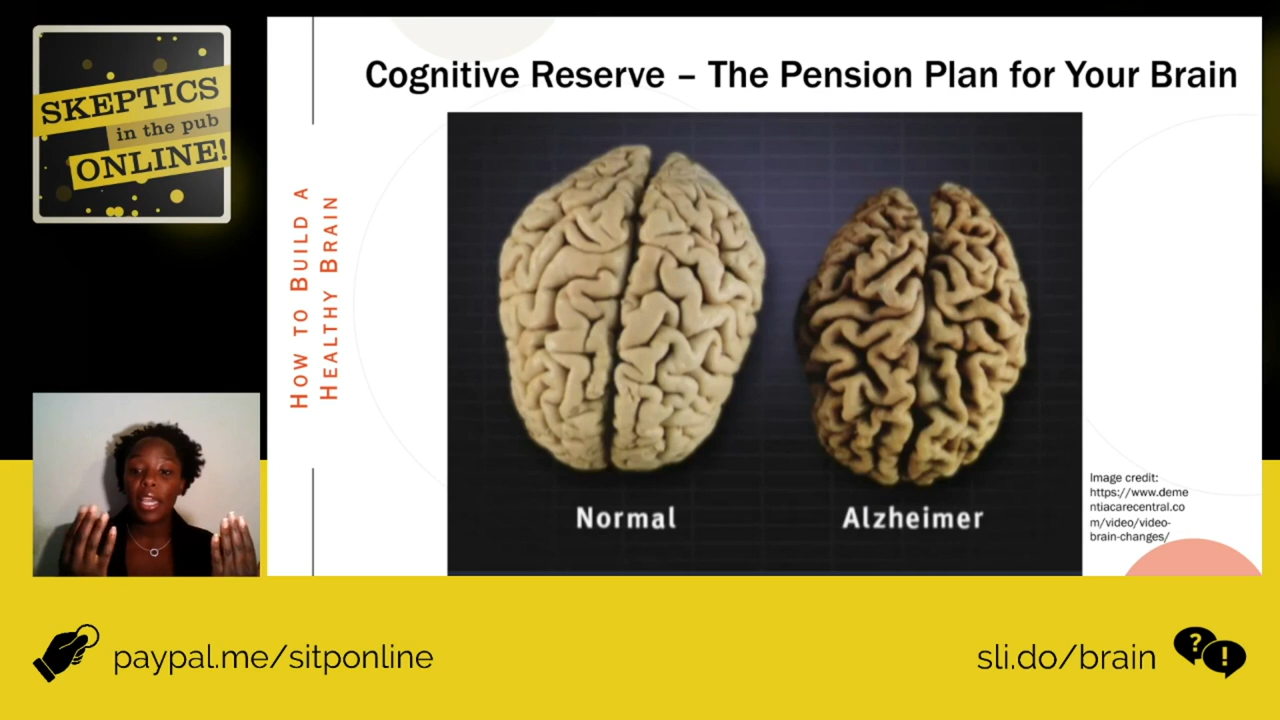 SKEPTICS
in the pub
ONLINE!
Cognitive Reserve – The Pension Plan for Your Brain
HOW TO BUILD A
HEALTHY BRAIN
Normal
Alzheimer
Image credit:
https://www.deme
ntiacarecentral.co
m/video/video-
brain-changes/
paypal.me/sitponline
sli.do/brain
? !